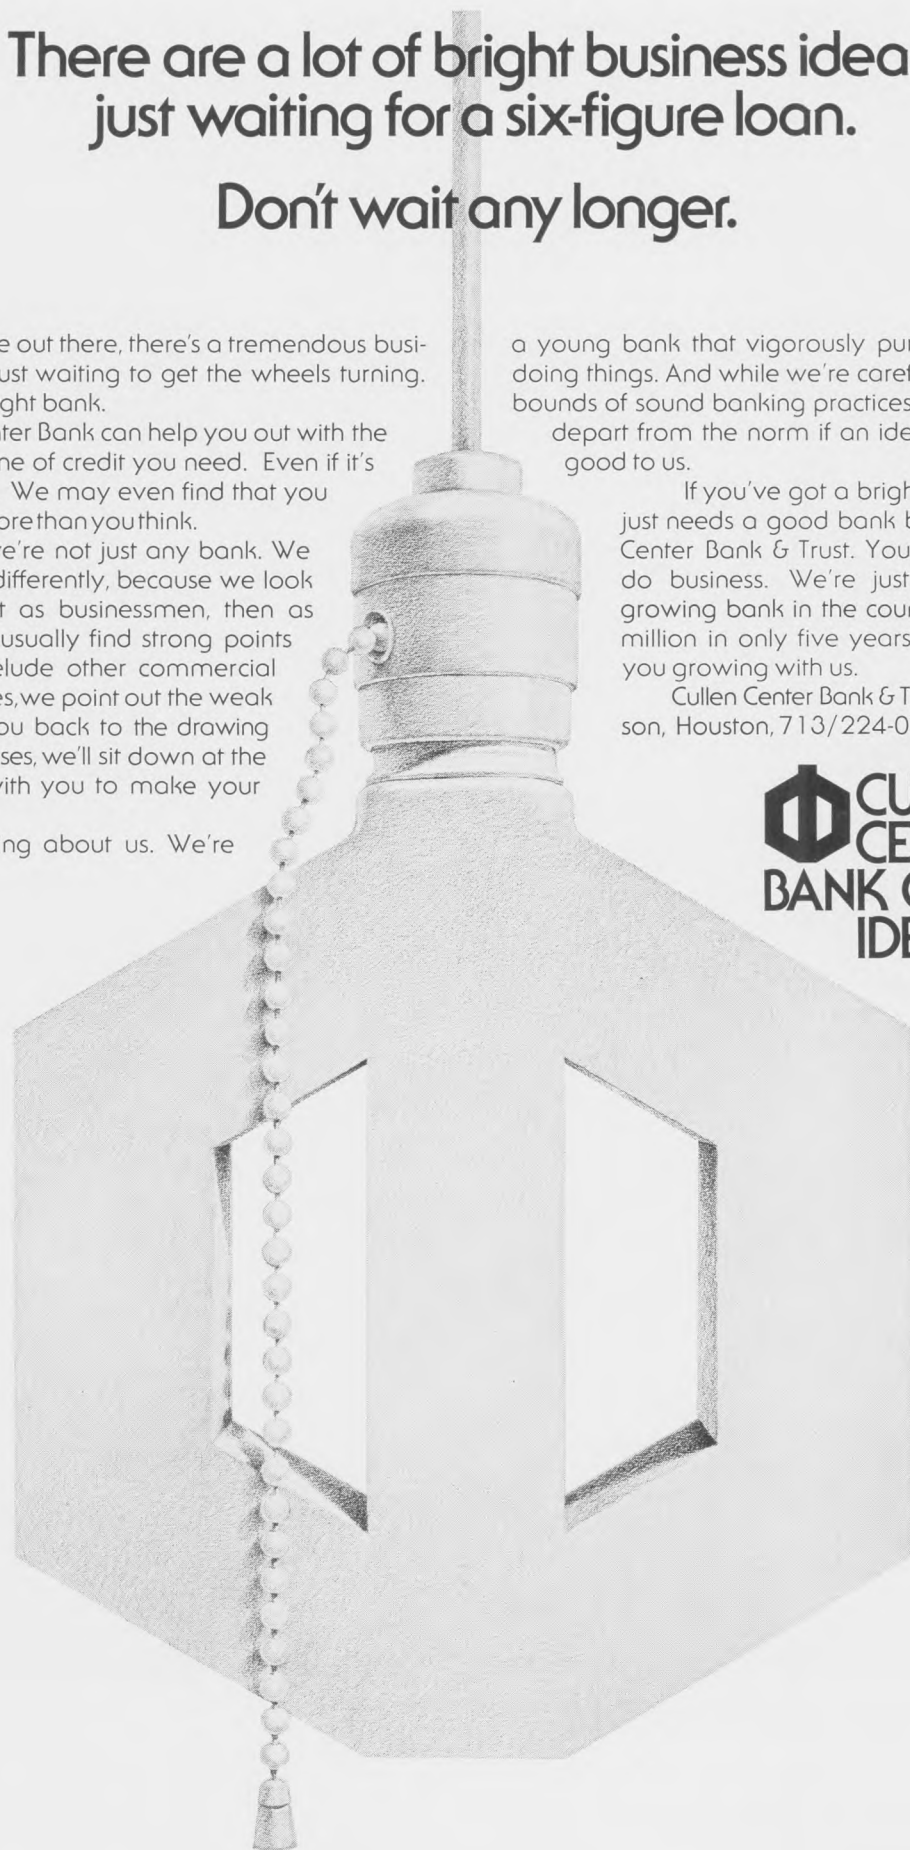 There are a lot of bright business idea
just waiting for a six-figure loan.
Don't wait any longer.
e out there, there's a tremendous busi-
ust waiting to get the wheels turning.
ght bank.
ter Bank can help you out with the
ne of credit you need. Even if it's
We may even find that you
ore than you think.
e're not just any bank. We
differently, because we look
t as businessmen, then as
usually find strong points
elude other commercial
es, we point out the weak
ou back to the drawing
ses, we'll sit down at the
with you to make your
ng about us. We're
a young bank that vigorously pur
doing things. And while we're caref
bounds of sound banking practices
depart from the norm if an ide
good to us.
If you've got a brigh
just needs a good bank b
Center Bank & Trust. You
do business. We're just
growing bank in the coun
million in only five years
you growing with us.
Cullen Center Bank & T
son, Houston, 713/224-0
CU
CE
BANK O
IDE